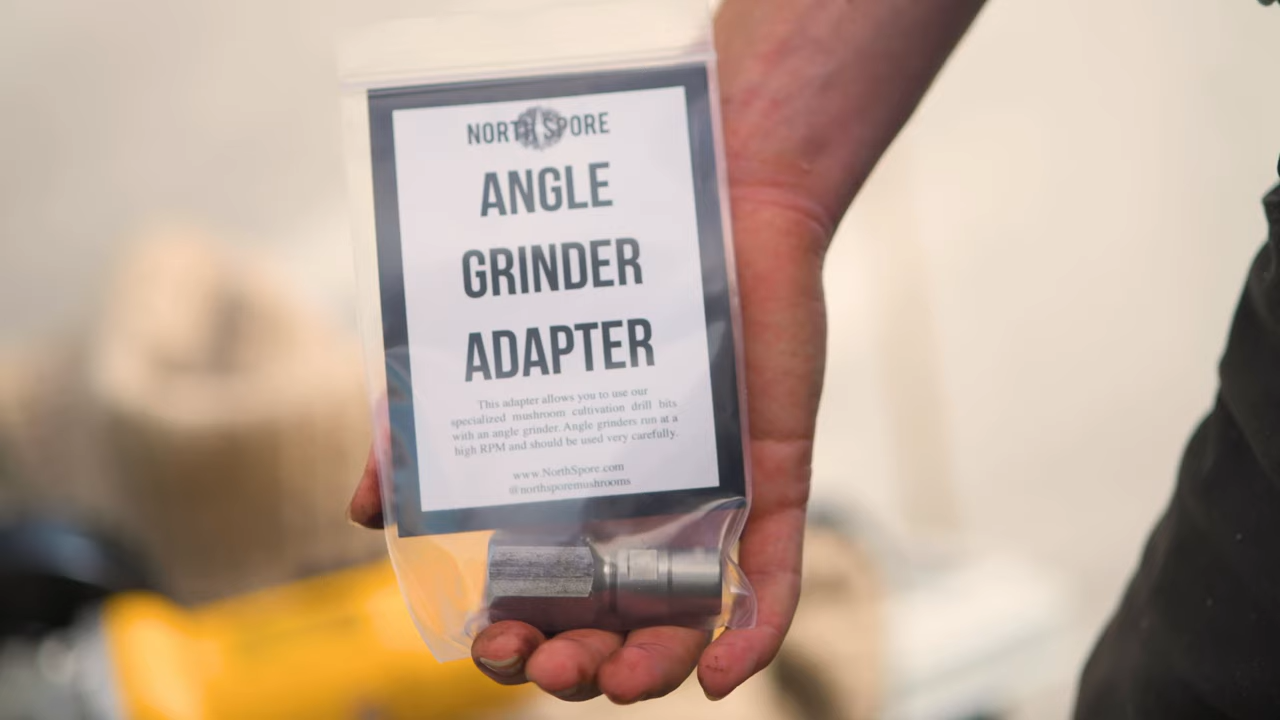 NORTH SPORE
ANGLE
GRINDER
ADAPTER
This adapter allows you to use our
specialized mushroom cultivation drill bits
with an angle grinder. Angle grinders run at a
high RPM and should be used very carefully.
www.NorthSpore.com
@northsporemushrooms